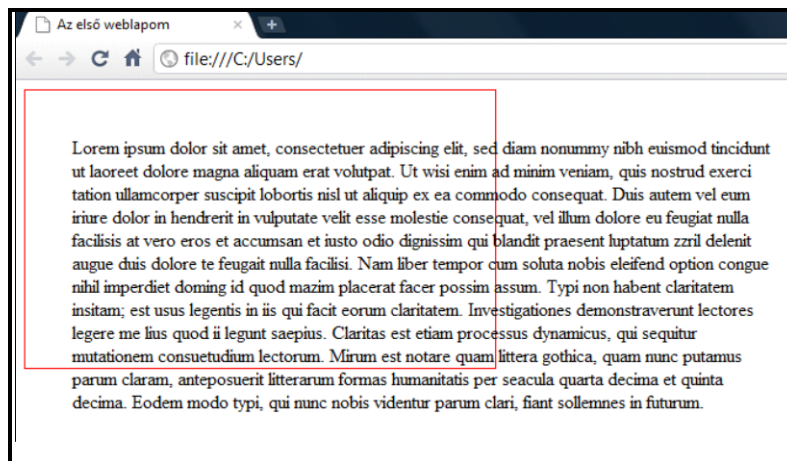 Az első weblapom
file:///C:/Users/
Lorem ipsum dolor sit amet, consectetuer adipiscing elit, sed diam nonummy nibh euismod tincidunt
ut laoreet dolore magna aliquam erat volutpat. Ut wisi enim ad minim veniam, quis nostrud exerci
tation ullamcorper suscipit lobortis nisl ut aliquip ex ea commodo consequat. Duis autem vel eum
iriure dolor in hendrerit in vulputate velit esse molestie consequat, vel illum dolore eu feugiat nulla
facilisis at vero eros et accumsan et iusto odio dignissim qui blandit praesent luptatum zzril delenit
augue duis dolore te feugait nulla facilisi. Nam liber tempor cum soluta nobis eleifend option congue
nihil imperdiet doming id quod mazim placerat facer possim assum. Typi non habent claritatem
insitam; est usus legentis in iis qui facit eorum claritatem. Investigationes demonstraverunt lectores
legere me lius quod ii legunt saepius. Claritas est etiam processus dynamicus, qui sequitur
mutationem consuetudium lectorum. Mirum est notare quam littera gothica, quam nunc putamus
parum claram, anteposuerit litterarum formas humanitatis per seacula quarta decima et quinta
decima. Eodem modo typi, qui nunc nobis videntur parum clari, fiant sollemnes in futurum.